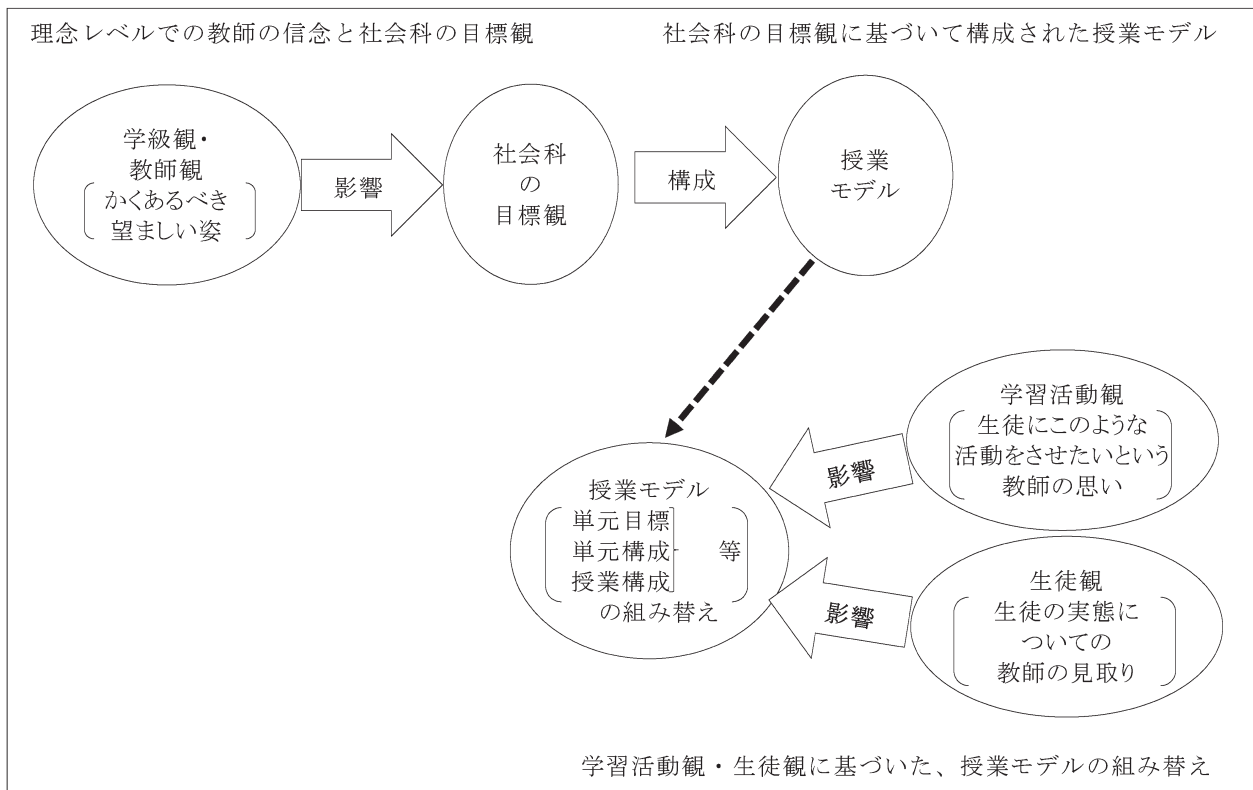 理念レベルでの教師の信念と社会科の目標観
社会科の目標観に基づいて構成された授業モデル
学級観・
教師観
かくあるべき
望ましい姿
影響
社会科
の
目標観
構成
授業
モデル
学習活動観
生徒にこのような
活動をさせたいという
教師の思い
影響
授業モデル
単元目標
単元構成 等
授業構成
の組み替え
影響
生徒観
生徒の実態に
ついての
教師の見取り
学習活動観・生徒観に基づいた、授業モデルの組み替え